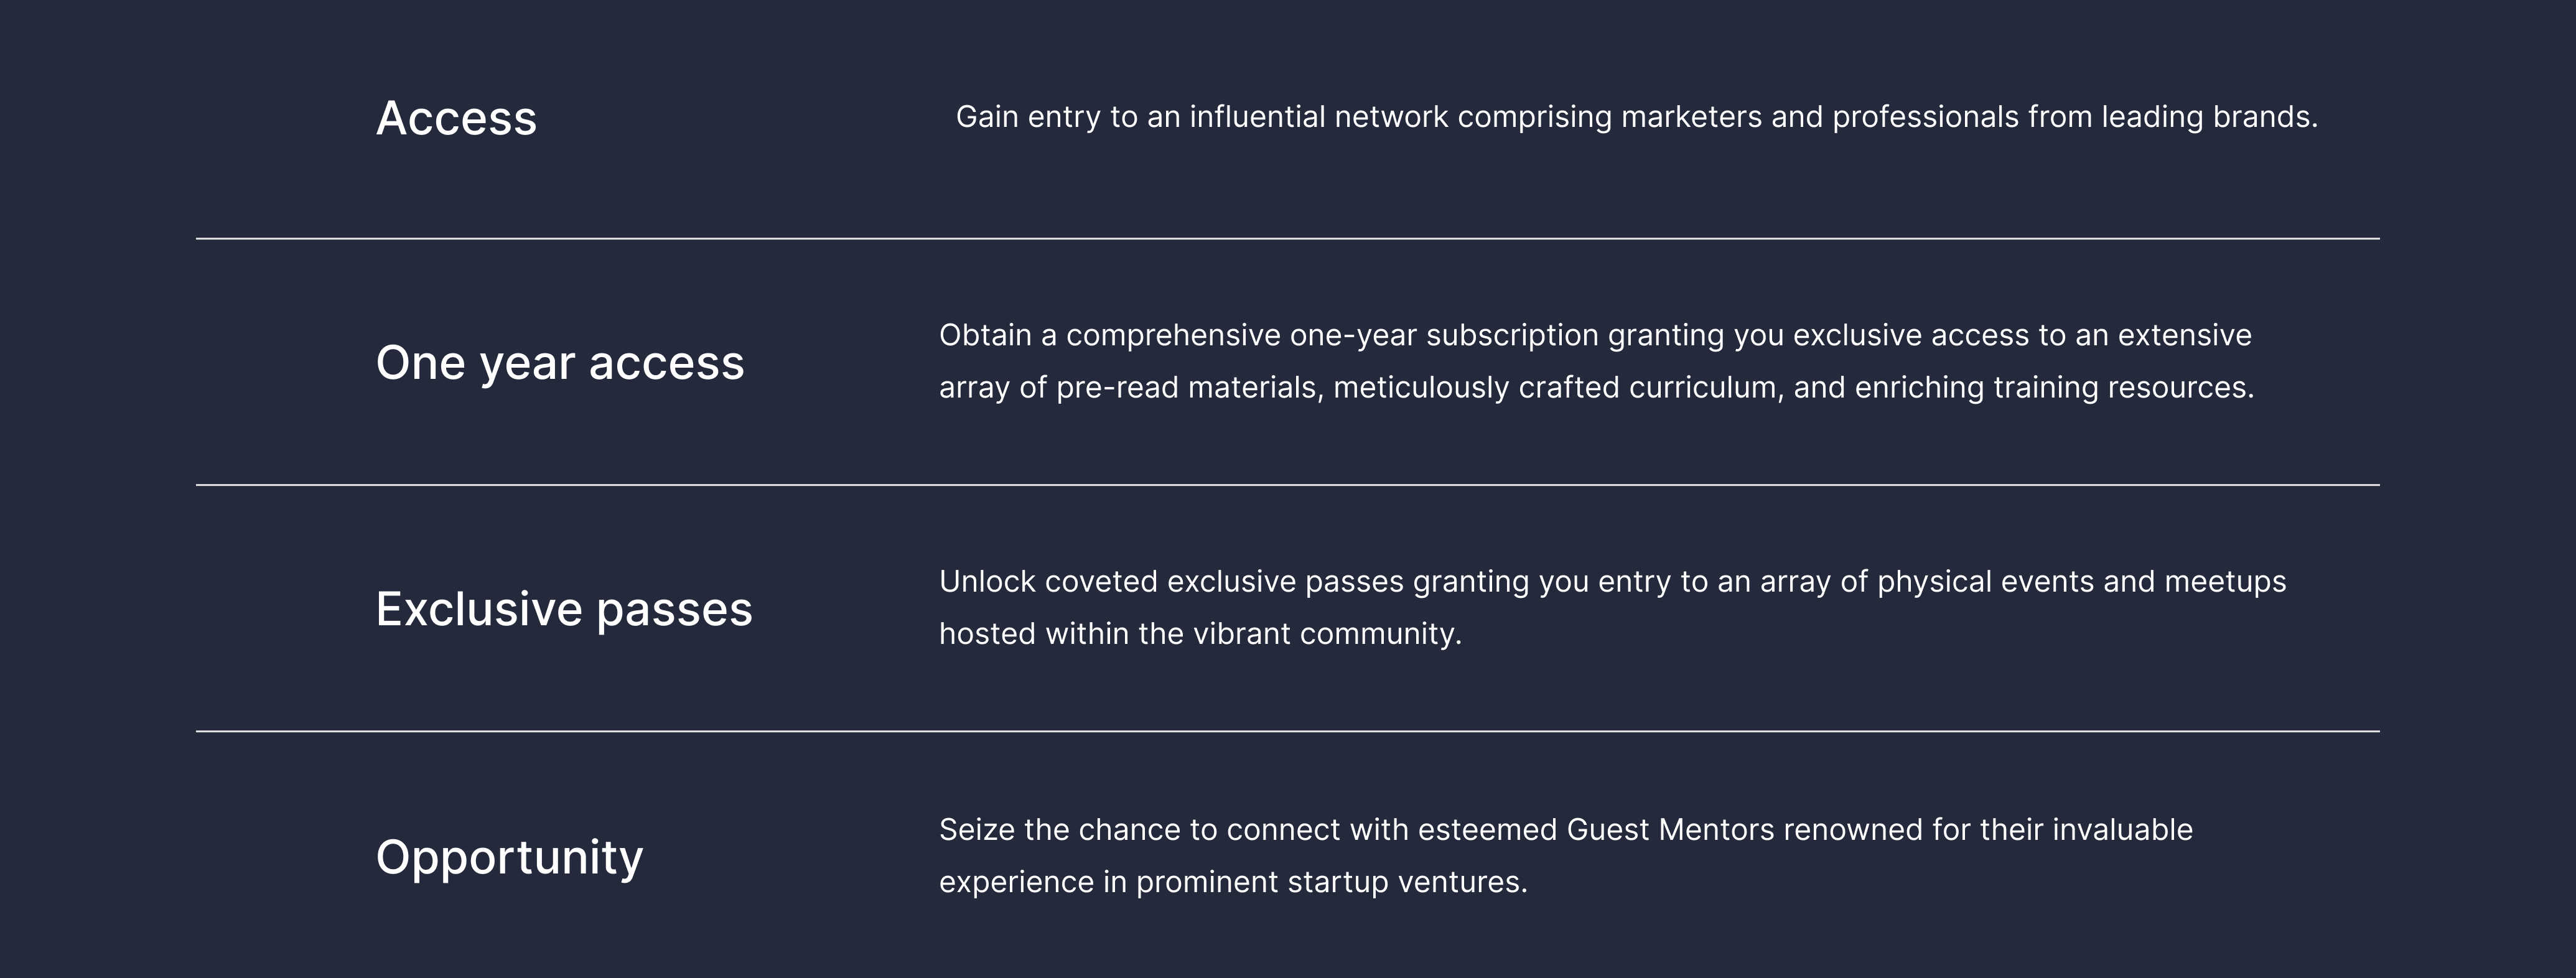 Access
Gain entry to an influential network comprising marketers and professionals from leading brands.
One year access
Obtain a comprehensive one-year subscription granting you exclusive access to an extensive
array of pre-read materials, meticulously crafted curriculum, and enriching training resources.
Exclusive passes
Unlock coveted exclusive passes granting you entry to an array of physical events and meetups
hosted within the vibrant community.
Opportunity
Seize the chance to connect with esteemed Guest Mentors renowned for their invaluable
experience in prominent startup ventures.